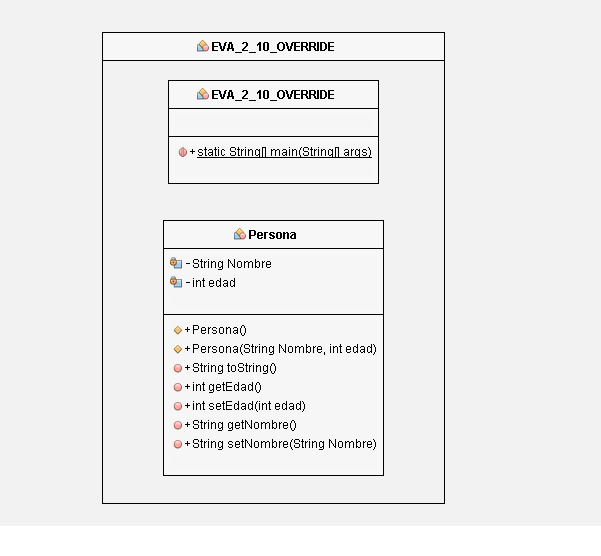 EVA_2_10_OVERRIDE
EVA_2_10_OVERRIDE
+ static String[] main(String[] args)
Persona
- String Nombre
- int edad
+ Persona()
+ Persona(String Nombre, int edad)
+ String toString()
+ int getEdad()
+ int setEdad(int edad)
+ String getNombre()
+ String setNombre(String Nombre)